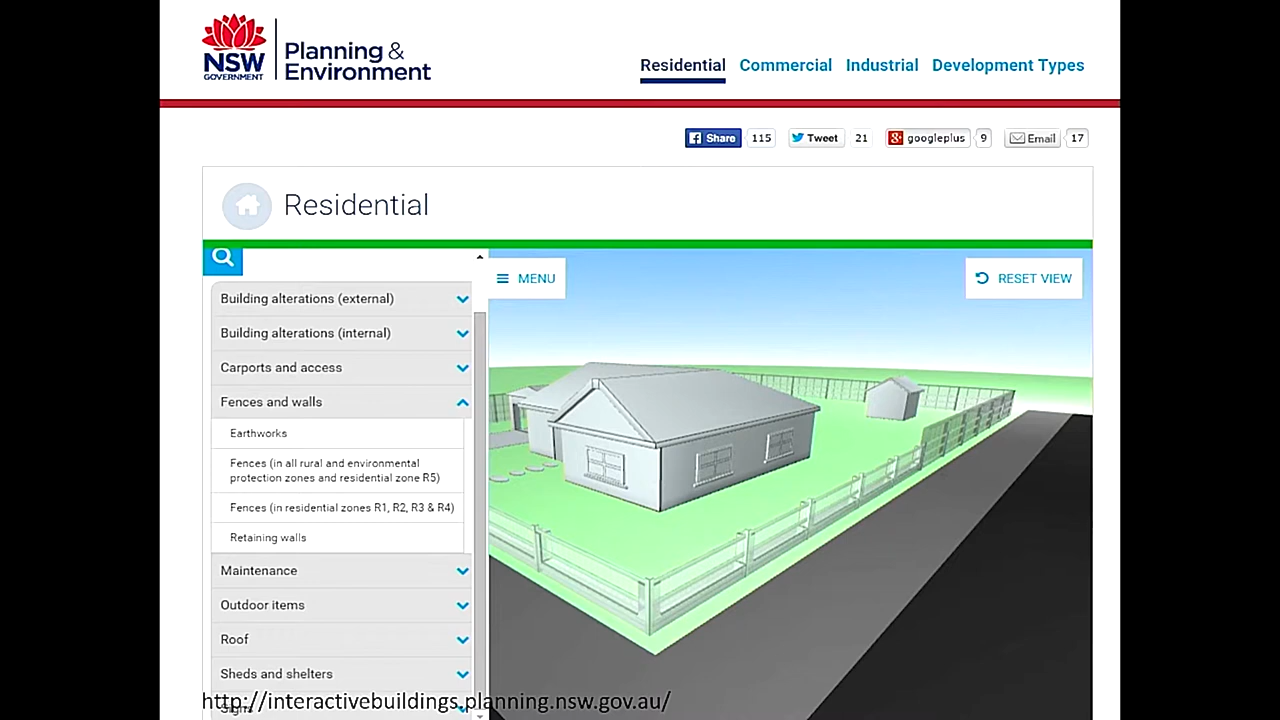 NSW
GOVERNMENT
Planning &
Environment
Residential Commercial Industrial Development Types
Share 115 Tweet 21 googleplus 9 Email 17
Residential
MENU
RESET VIEW
Building alterations (external)
Building alterations (internal)
Carports and access
Fences and walls
Earthworks
Fences (in all rural and environmental
protection zones and residential zone R5)
Fences (in residential zones R1, R2, R3 & R4)
Retaining walls
Maintenance
Outdoor items
Roof
Sheds and shelters
http://interactivebuildings.planning.nsw.gov.au/
Signs